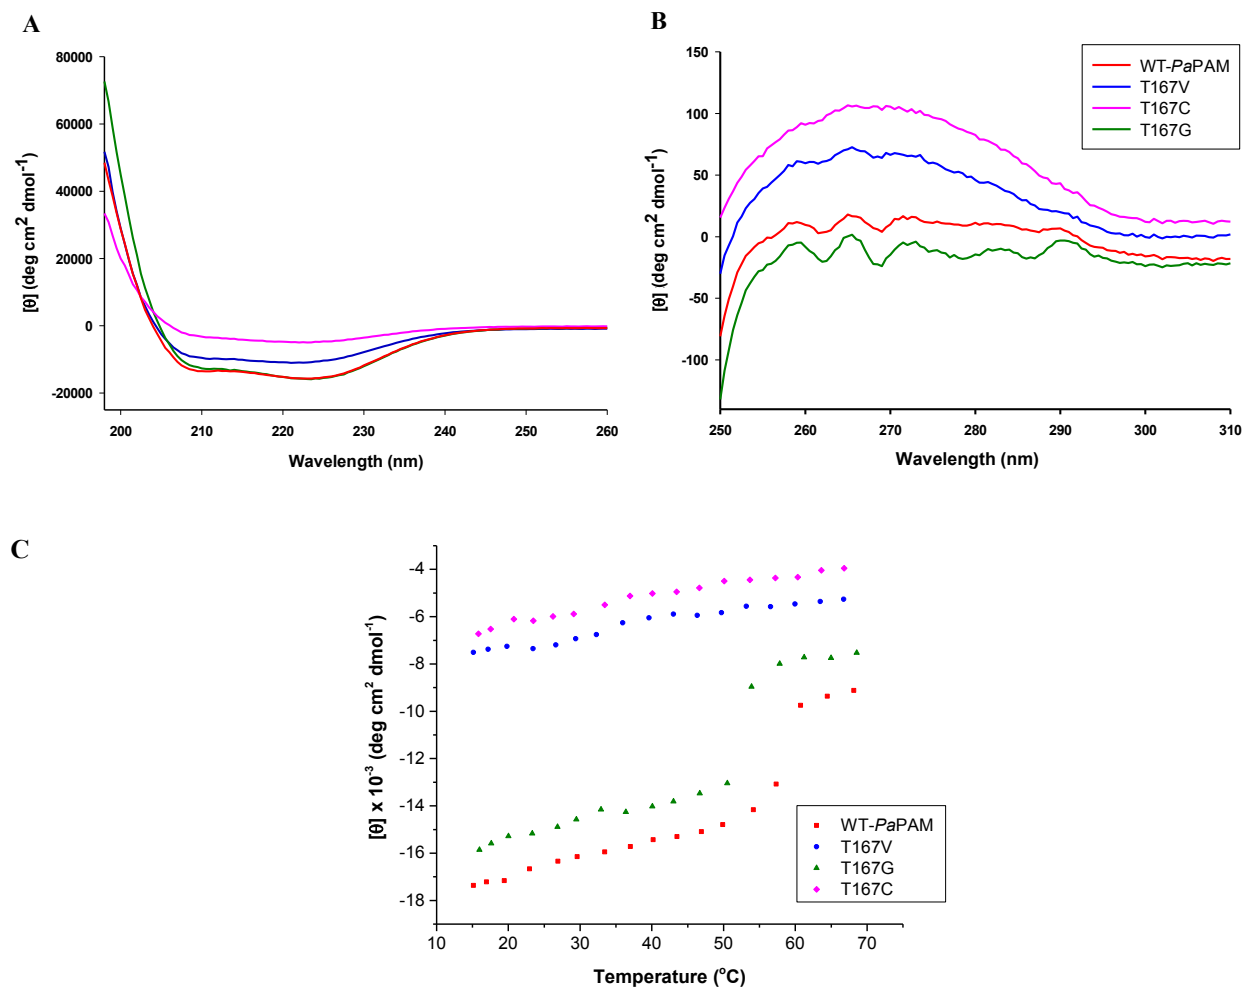 A
80000
60000
40000
20000
0
-20000
[θ] (deg cm2 dmol-1)
200 210 220 230 240 250 260
Wavelength (nm)
B
150
100
50
0
-50
-100
[θ] (deg cm2 dmol-1)
250 260 270 280 290 300 310
Wavelength (nm)
WT-PaPAM
T167V
T167C
T167G
C
-4
-6
-8
-10
-12
-14
-16
-18
[θ] x 10-3 (deg cm2 dmol-1)
10 20 30 40 50 60 70
Temperature (oC)
WT-PaPAM
T167V
T167G
T167C